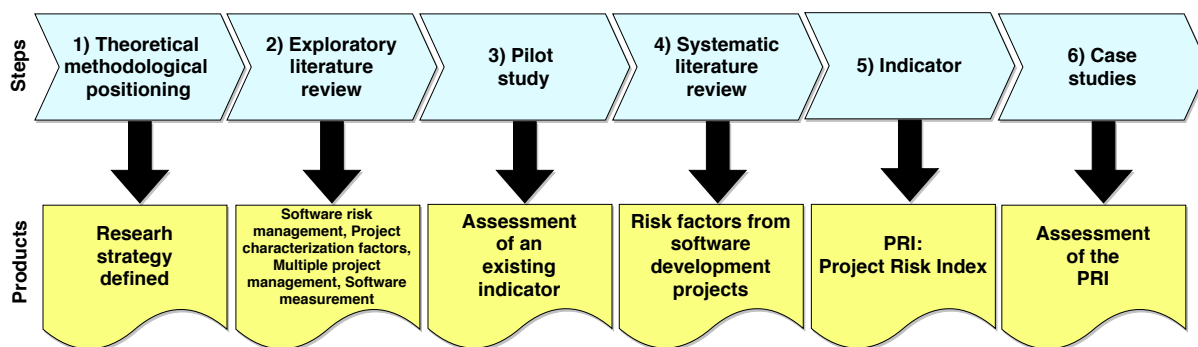 Steps
1) Theoretical
methodological
positioning
2) Exploratory
literature
review
3) Pilot
study
4) Systematic
literature
review
5) Indicator
6) Case
studies
Products
Researh
strategy
defined
Software risk
management, Project
characterization factors,
Multiple project
management, Software
measurement
Assessment
of an
existing
indicator
Risk factors from
software
development
projects
PRI:
Project Risk Index
Assessment
of the
PRI